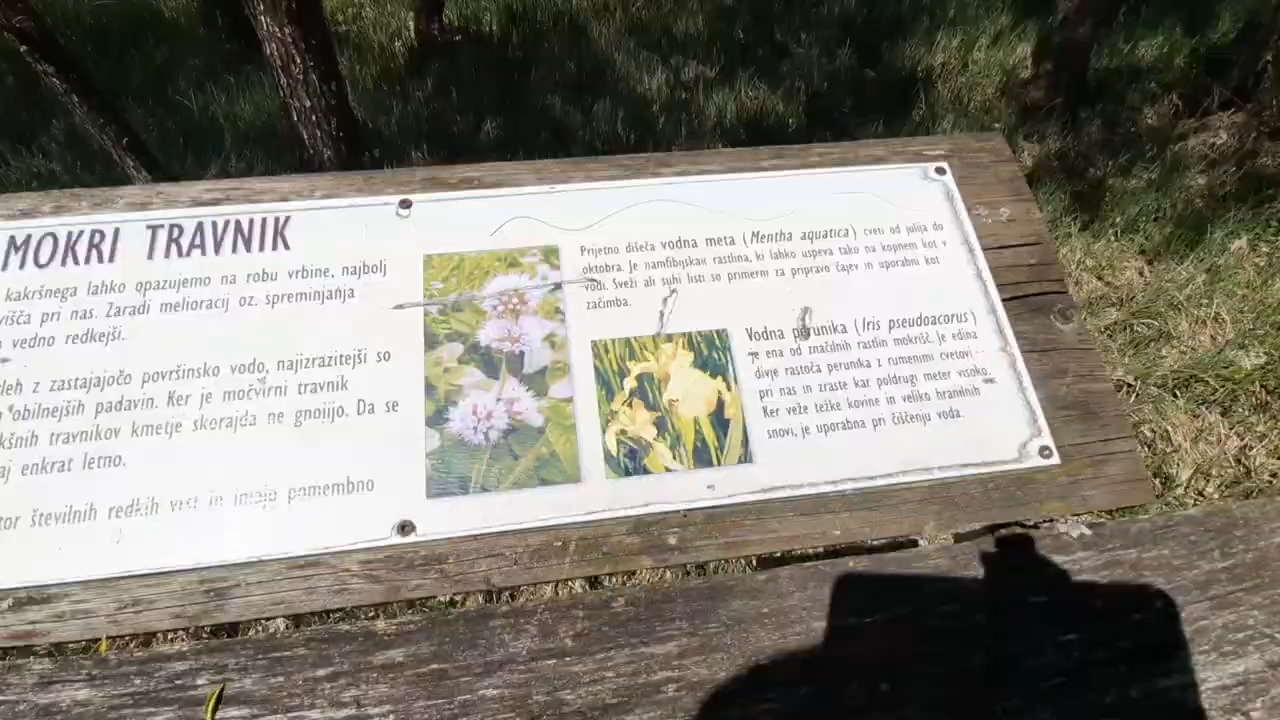 MOKRI TRAVNIK
kakršnega lahko opazujemo na robu vrbine, najbolj
višča pri nas. Zaradi melioracij oz. spreminjanja
vedno redkejši.
tleh z zastajajočo površinsko vodo, najizrazitejši so
obilnejših padavin. Ker je močvirni travnik
kšnih travnikov kmetje skorajda ne gnojijo. Da se
aj enkrat letno.
tor številnih redkih vrst in imajo pomembno
Prijetno dišeča vodna meta (Mentha aquatica) cveti od julija do
oktobra. Je "amfibijska" rastlina, ki lahko uspeva tako na kopnem kot v
vodi. Sveži ali suhi listi so primerni za pripravo čajev in uporabni kot
začimba.
Vodna perunika (Iris pseudoacorus)
je ena od značilnih rastlin mokrišč. Je edina
divje rastoča perunika z rumenimi cvetovi
pri nas in zraste kar poldrugi meter visoko.
Ker veže težke kovine in veliko hranilnih
snovi, je uporabna pri čiščenju voda.